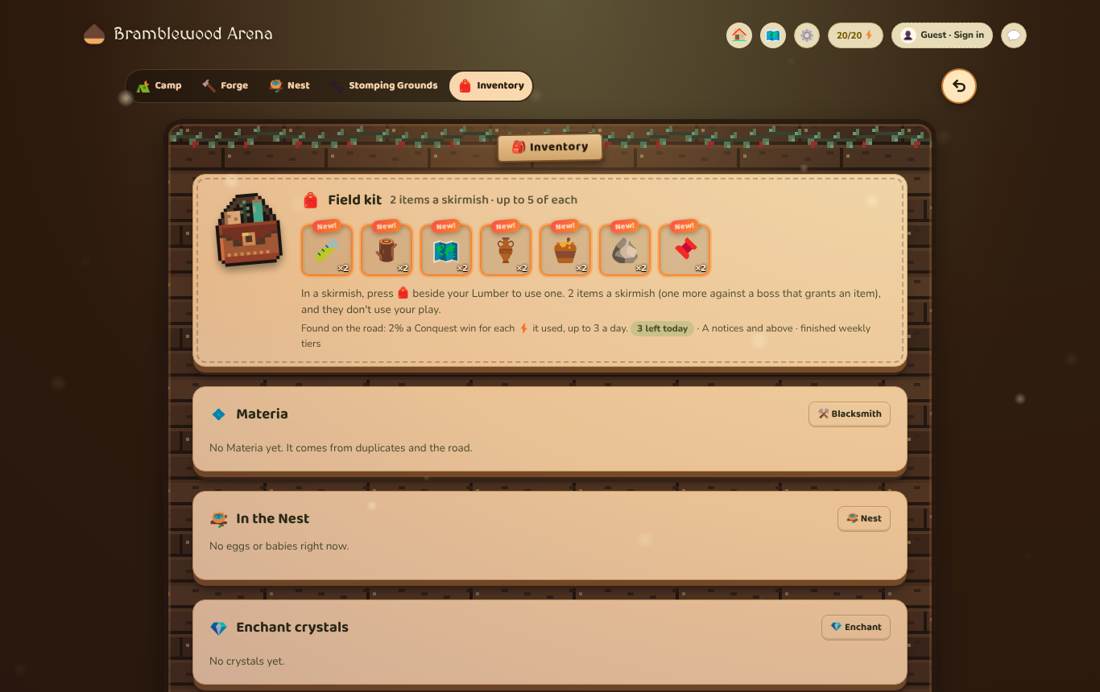 Bramblewood Arena
20/20
Guest · Sign in
Camp
Forge
Nest
Stomping Grounds
Inventory
Inventory
Field kit 2 items a skirmish · up to 5 of each
New! New! New! New! New! New! New!
×2 ×2 ×2 ×2 ×2 ×2 ×2
In a skirmish, press beside your Lumber to use one. 2 items a skirmish (one more against a boss that grants an item),
and they don't use your play.
Found on the road: 2% a Conquest win for each it used, up to 3 a day. 3 left today · A notices and above · finished weekly
tiers
Materia
Blacksmith
No Materia yet. It comes from duplicates and the road.
In the Nest
Nest
No eggs or babies right now.
Enchant crystals
Enchant
No crystals yet.